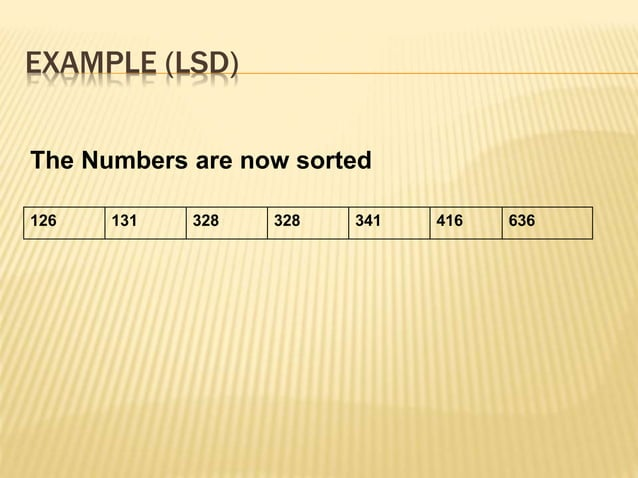 EXAMPLE (LSD)
The Numbers are now sorted
126 131 328 328 341 416 636